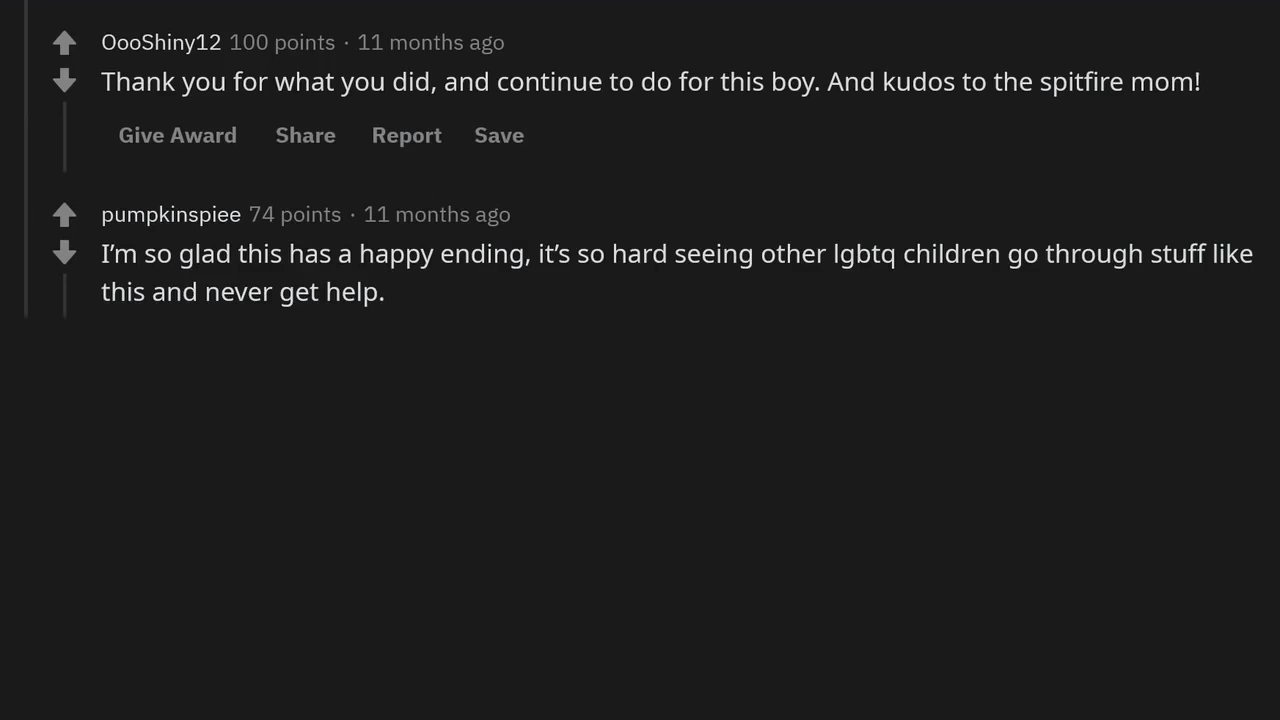 OooShiny12 100 points · 11 months ago
Thank you for what you did, and continue to do for this boy. And kudos to the spitfire mom!
Give Award Share Report Save
pumpkinspiee 74 points · 11 months ago
I’m so glad this has a happy ending, it’s so hard seeing other lgbtq children go through stuff like
this and never get help.